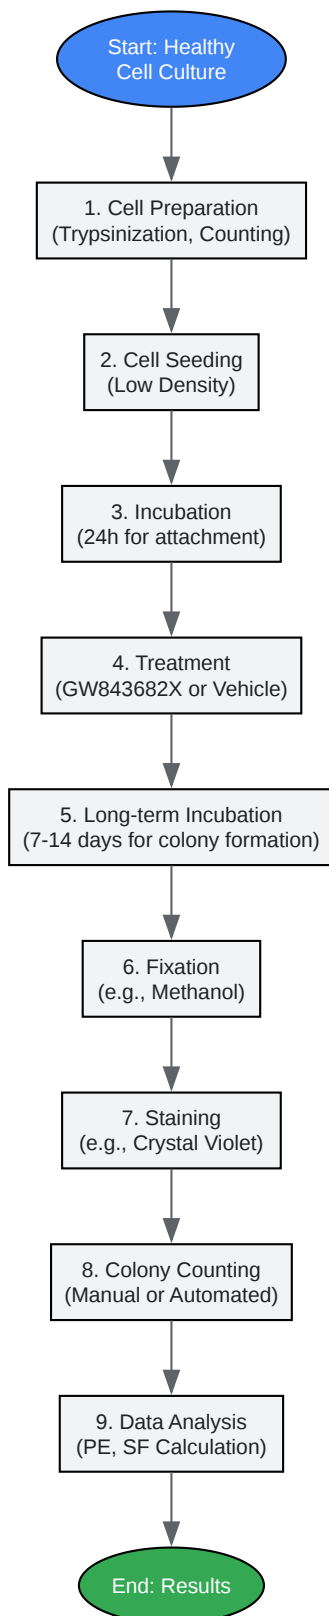 Start: Healthy
Cell Culture
1. Cell Preparation
(Trypsinization, Counting)
2. Cell Seeding
(Low Density)
3. Incubation
(24h for attachment)
4. Treatment
(GW843682X or Vehicle)
5. Long-term Incubation
(7-14 days for colony formation)
6. Fixation
(e.g., Methanol)
7. Staining
(e.g., Crystal Violet)
8. Colony Counting
(Manual or Automated)
9. Data Analysis
(PE, SF Calculation)
End: Results